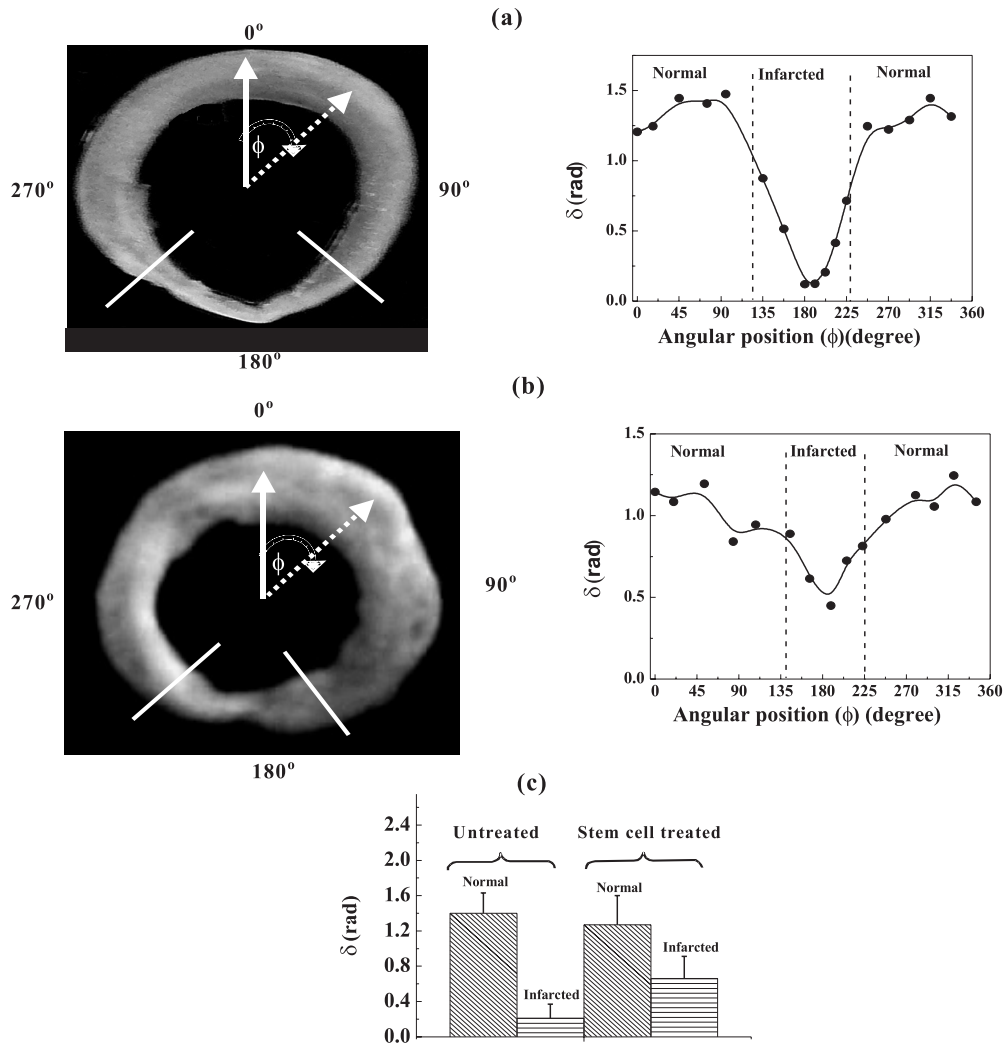 (a)
0°
270°
90°
ϕ
180°
Normal Infarcted Normal
δ (rad)
1.5
1.0
0.5
0.0
0 45 90 135 180 225 270 315 360
Angular position (ϕ)(degree)
(b)
0°
270°
90°
ϕ
180°
Normal Infarcted Normal
δ (rad)
1.5
1.0
0.5
0.0
0 45 90 135 180 225 270 315 360
Angular position (ϕ) (degree)
(c)
Untreated Stem cell treated
Normal Infarcted Normal Infarcted
δ (rad)
2.4
2.0
1.6
1.2
0.8
0.4
0.0